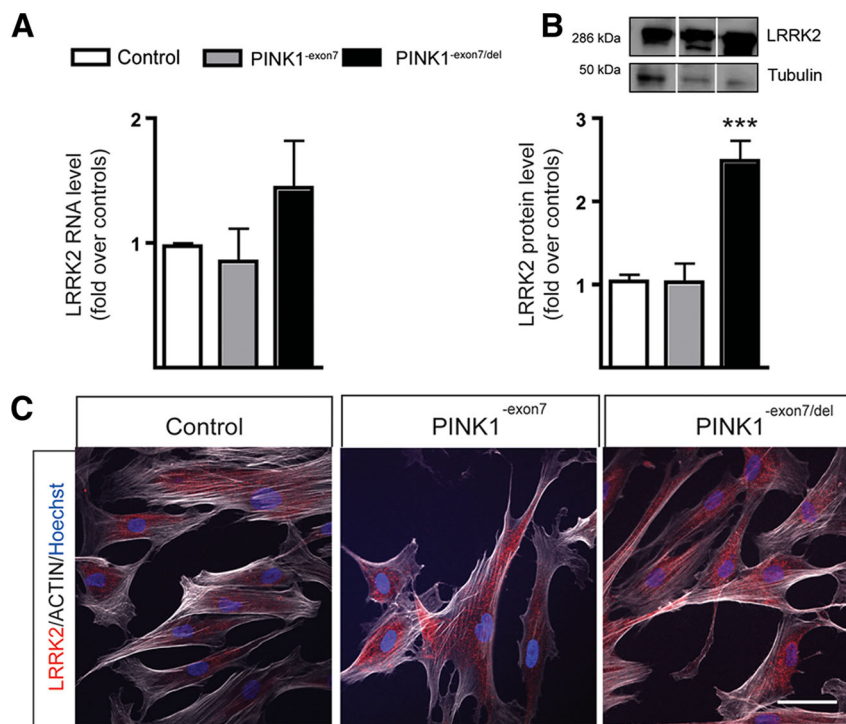 A
Control PINK1-exon7 PINK1-exon7/del
LRRK2 RNA level
(fold over controls)
2
1
B
286 kDa LRRK2
50 kDa Tubulin
LRRK2 protein level
(fold over controls)
3
2
1
***
C
Control PINK1-exon7 PINK1-exon7/del
LRRK2/ACTIN/Hoechst